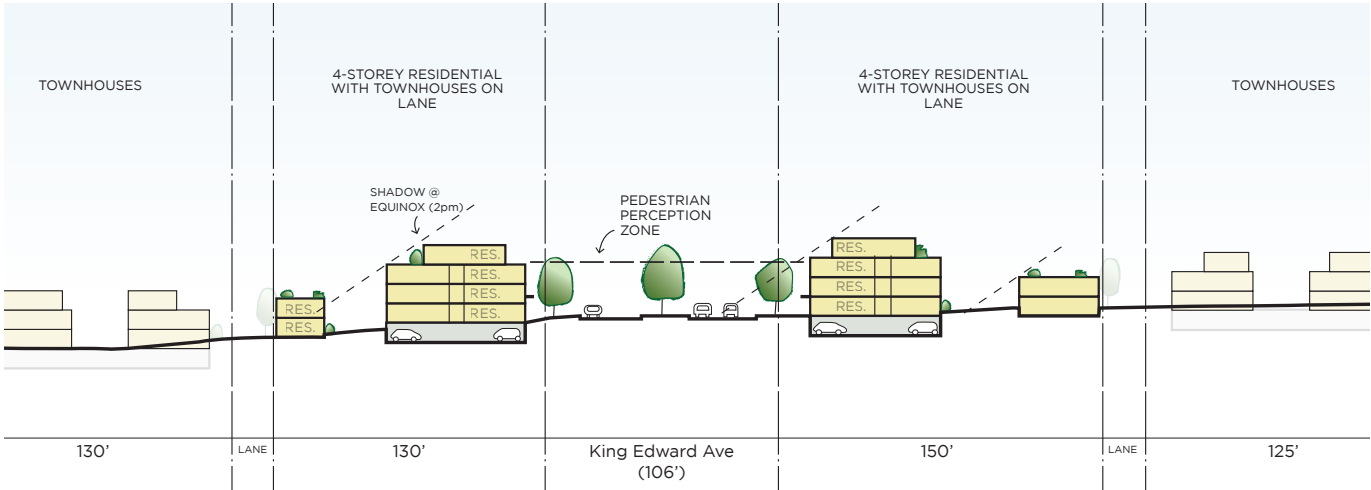 TOWNHOUSES
4-STOREY RESIDENTIAL
WITH TOWNHOUSES ON
LANE
4-STOREY RESIDENTIAL
WITH TOWNHOUSES ON
LANE
TOWNHOUSES
SHADOW @
EQUINOX (2pm)
PEDESTRIAN
PERCEPTION
ZONE
RES.
RES.
RES.
RES.
RES.
RES.
RES.
RES.
RES.
RES.
130'
LANE
130'
King Edward Ave
(106')
150'
LANE
125'